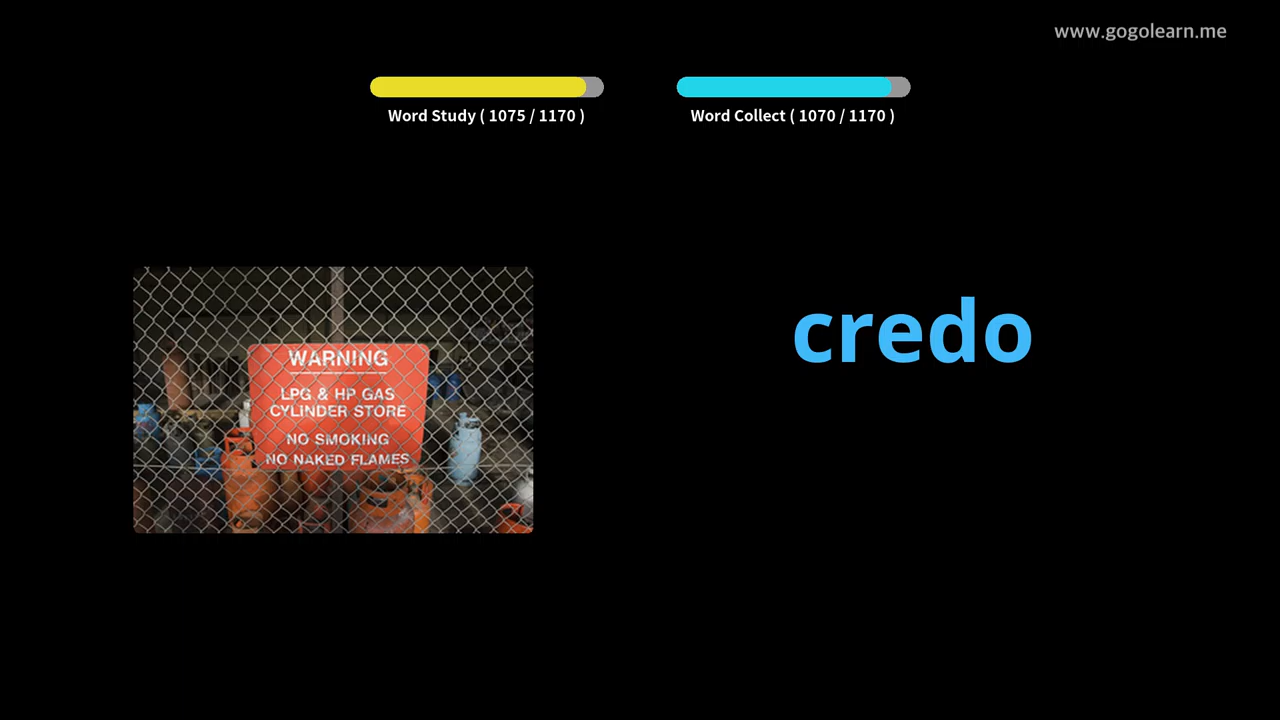 www.gogolearn.me
Word Study ( 1075 / 1170 )
Word Collect ( 1070 / 1170 )
WARNING
LPG & HP GAS
CYLINDER STORE
NO SMOKING
NO NAKED FLAMES
credo